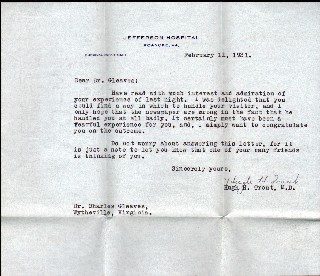 JEFFERSON HOSPITAL
ROANOKE, VA.
February 11, 1931.
Dear Dr. Gleaves:
Have read with much interest and admiration of
your experience of last night. I was delighted that you
could find a way in which to handle your visitor, and I
only hope that the newspaper are wrong in the fact that he
handled you at all badly. It certainly must have been a
fearful experience for you, and, I simply want to congratulate
you on the outcome.
Do not worry about answering this letter, for it
is just a note to let you know that one of your many friends
is thinking of you.
Sincerely yours,
Hugh H. Trout
Hugh H. Trout, M.D.
Dr. Charles Gleaves,
Wytheville, Virginia.